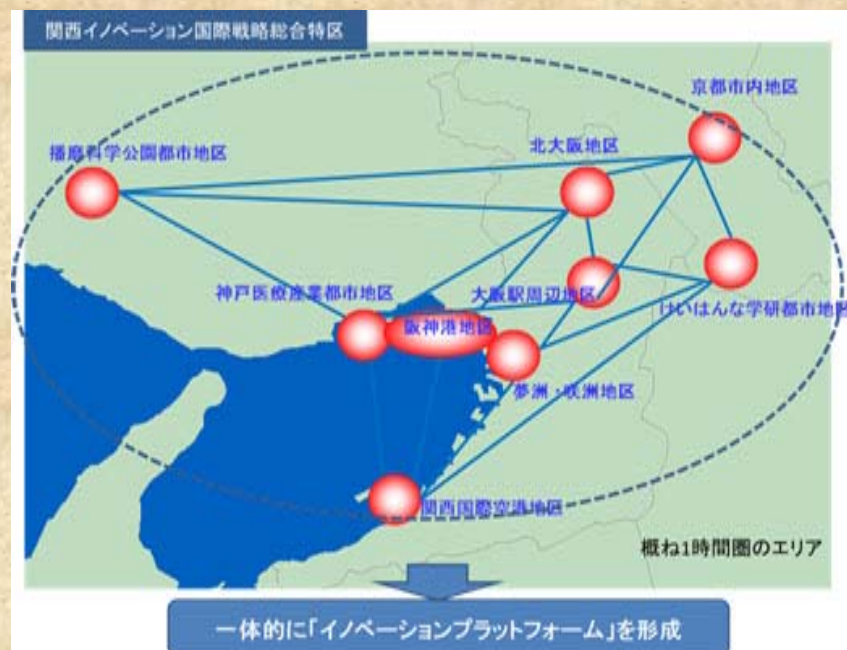 関西イノベーション国際戦略総合特区
京都市内地区
播磨科学公園都市地区
北大阪地区
神戸医療産業都市地区
大阪駅周辺地区
けいはんな学研都市地区
阪神港地区
夢洲・咲洲地区
関西国際空港地区
概ね1時間圏のエリア
一体的に「イノベーションプラットフォーム」を形成